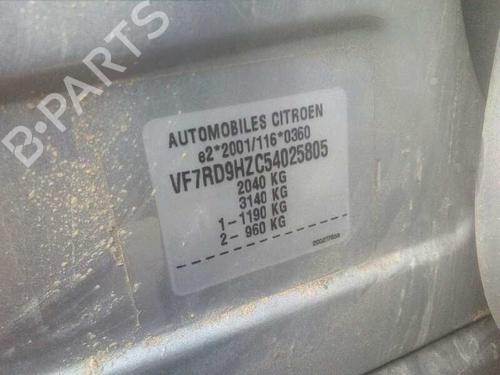 AUTOMOBILES CITROEN
e2*2001/116*0360
VF7RD9HZC54025805
2040 KG
3140 KG
1-1190 KG
2- 960 KG
B-PARTS